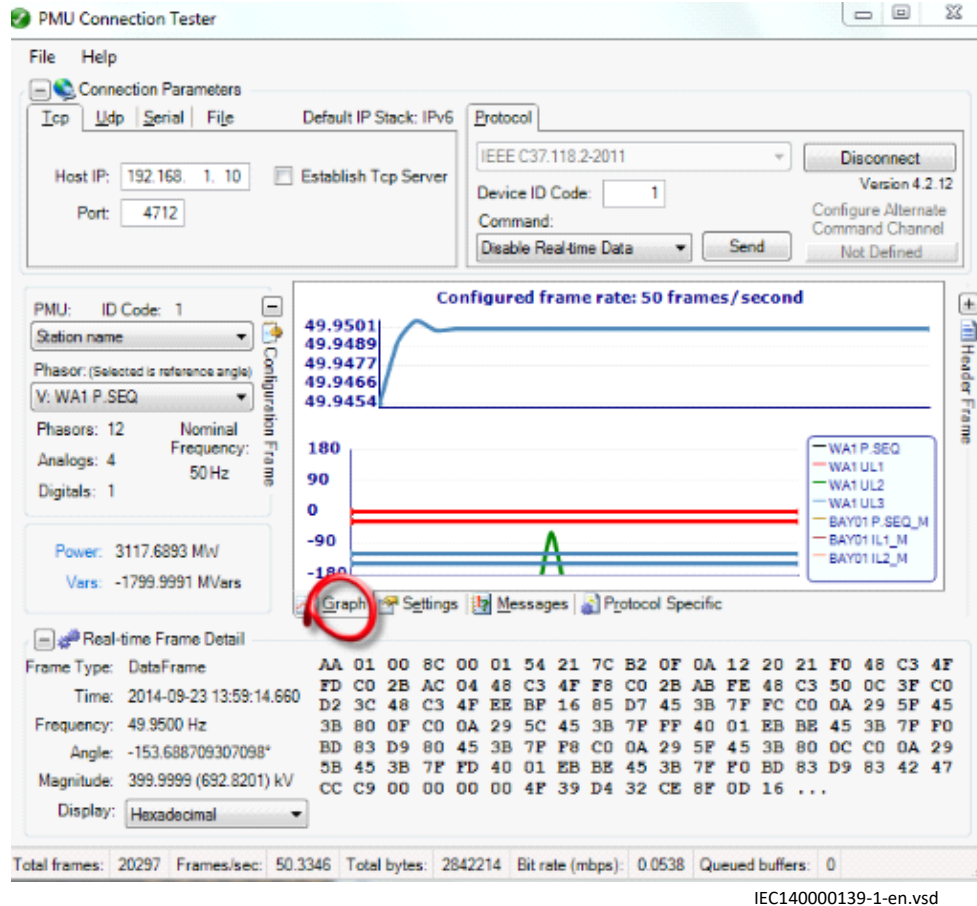 PMU Connection Tester
File Help
Connection Parameters
Tcp Udp Serial File Default IP Stack: IPv6
Host IP: 192.168. 1. 10 Establish Tcp Server
Port: 4712
Protocol
IEEE C37.118.2-2011 Disconnect
Device ID Code: 1 Version 4.2.12
Command: Configure Alternate
Command Channel
Disable Real-time Data Send Not Defined
PMU: ID Code: 1
Station name
Phasor: (Selected is reference angle)
V: WA1 P.SEQ
Phasors: 12 Nominal
Frequency:
Analogs: 4 50 Hz
Digitals: 1
Configuration Frame
Power: 3117.6893 MW
Vars: -1799.9991 MVars
Configured frame rate: 50 frames/second
49.9501
49.9489
49.9477
49.9466
49.9454
180
90
0
-90
-180
WA1 P.SEQ
WA1 UL1
WA1 UL2
WA1 UL3
BAY01 P.SEQ_M
BAY01 IL1_M
BAY01 IL2_M
Header Frame
Graph Settings Messages Protocol Specific
Real-time Frame Detail
Frame Type: DataFrame
Time: 2014-09-23 13:59:14.660
Frequency: 49.9500 Hz
Angle: -153.688709307098°
Magnitude: 399.9999 (692.8201) kV
Display: Hexadecimal
AA 01 00 8C 00 01 54 21 7C B2 0F 0A 12 20 21 F0 48 C3 4F
FD C0 2B AC 04 48 C3 4F F8 C0 2B AB FE 48 C3 50 0C 3F C0
D2 3C 48 C3 4F EE BF 16 85 D7 45 3B 7F FC C0 0A 29 5F 45
3B 80 0F C0 0A 29 5C 45 3B 7F FF 40 01 EB BE 45 3B 7F F0
BD 83 D9 80 45 3B 7F F8 C0 0A 29 5F 45 3B 80 0C C0 0A 29
5B 45 3B 7F FD 40 01 EB BE 45 3B 7F F0 BD 83 D9 83 42 47
CC C9 00 00 00 00 4F 39 D4 32 CE 8F 0D 16 ...
Total frames: 20297 Frames/sec: 50.3346 Total bytes: 2842214 Bit rate (mbps): 0.0538 Queued buffers: 0
IEC140000139-1-en.vsd